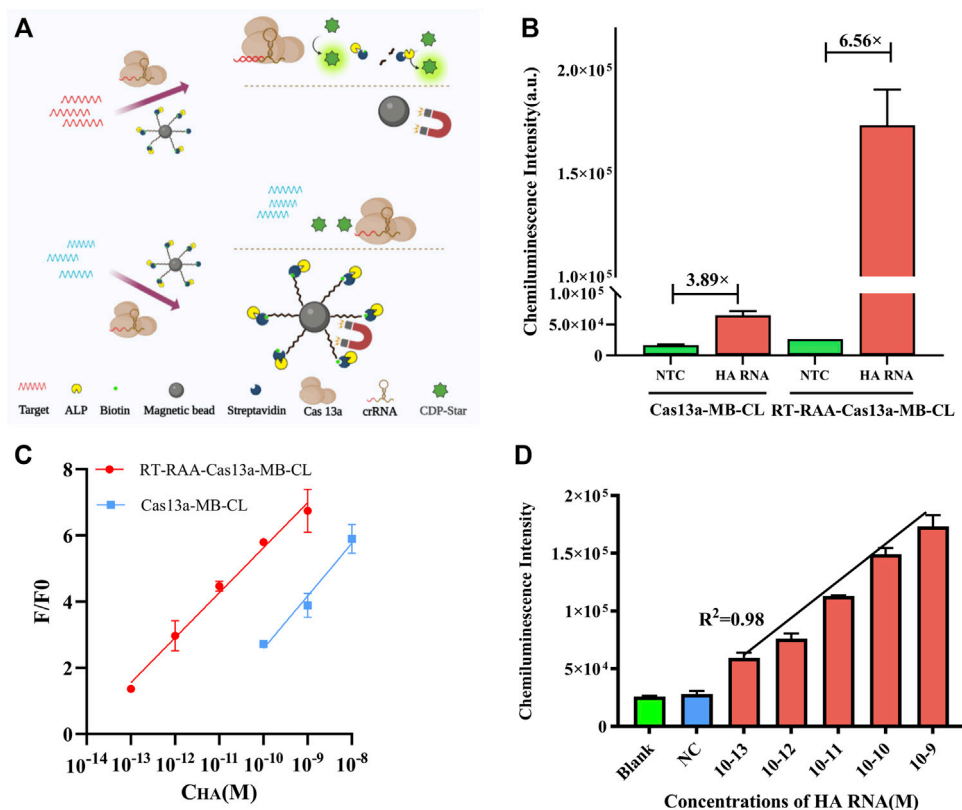 A
Target ALP Biotin Magnetic bead Streptavidin Cas 13a crRNA CDP-Star
B
Chemiluminescence Intensity(a.u.)
2.0×10⁵
1.5×10⁵
1.0×10⁵
1.0×10⁵
5.0×10⁴
0
3.89×
6.56×
NTC HA RNA NTC HA RNA
Cas13a-MB-CL RT-RAA-Cas13a-MB-CL
C
RT-RAA-Cas13a-MB-CL
Cas13a-MB-CL
F/F0
8
6
4
2
0
10⁻¹⁴ 10⁻¹³ 10⁻¹² 10⁻¹¹ 10⁻¹⁰ 10⁻⁹ 10⁻⁸
CHA(M)
D
Chemiluminescence Intensity
2×10⁵
1.5×10⁵
1×10⁵
5×10⁴
0
R²=0.98
Blank NC 10-13 10-12 10-11 10-10 10-9
Concentrations of HA RNA(M)